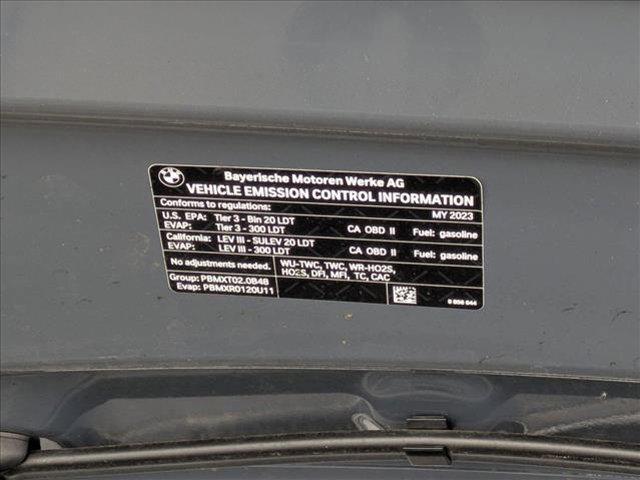 BMW
Bayerische Motoren Werke AG
VEHICLE EMISSION CONTROL INFORMATION
Conforms to regulations: MY 2023
U.S. EPA: Tier 3 - Bin 20 LDT CA OBD II Fuel: gasoline
EVAP: Tier 3 - 300 LDT
California: LEV III - SULEV 20 LDT CA OBD II Fuel: gasoline
EVAP: LEV III - 300 LDT
No adjustments needed. WU-TWC, TWC, WR-HO2S,
HO2S, DFI, MFI, TC, CAC
Group: PBMXT02.0B4B
Evap: PBMXR0120U11